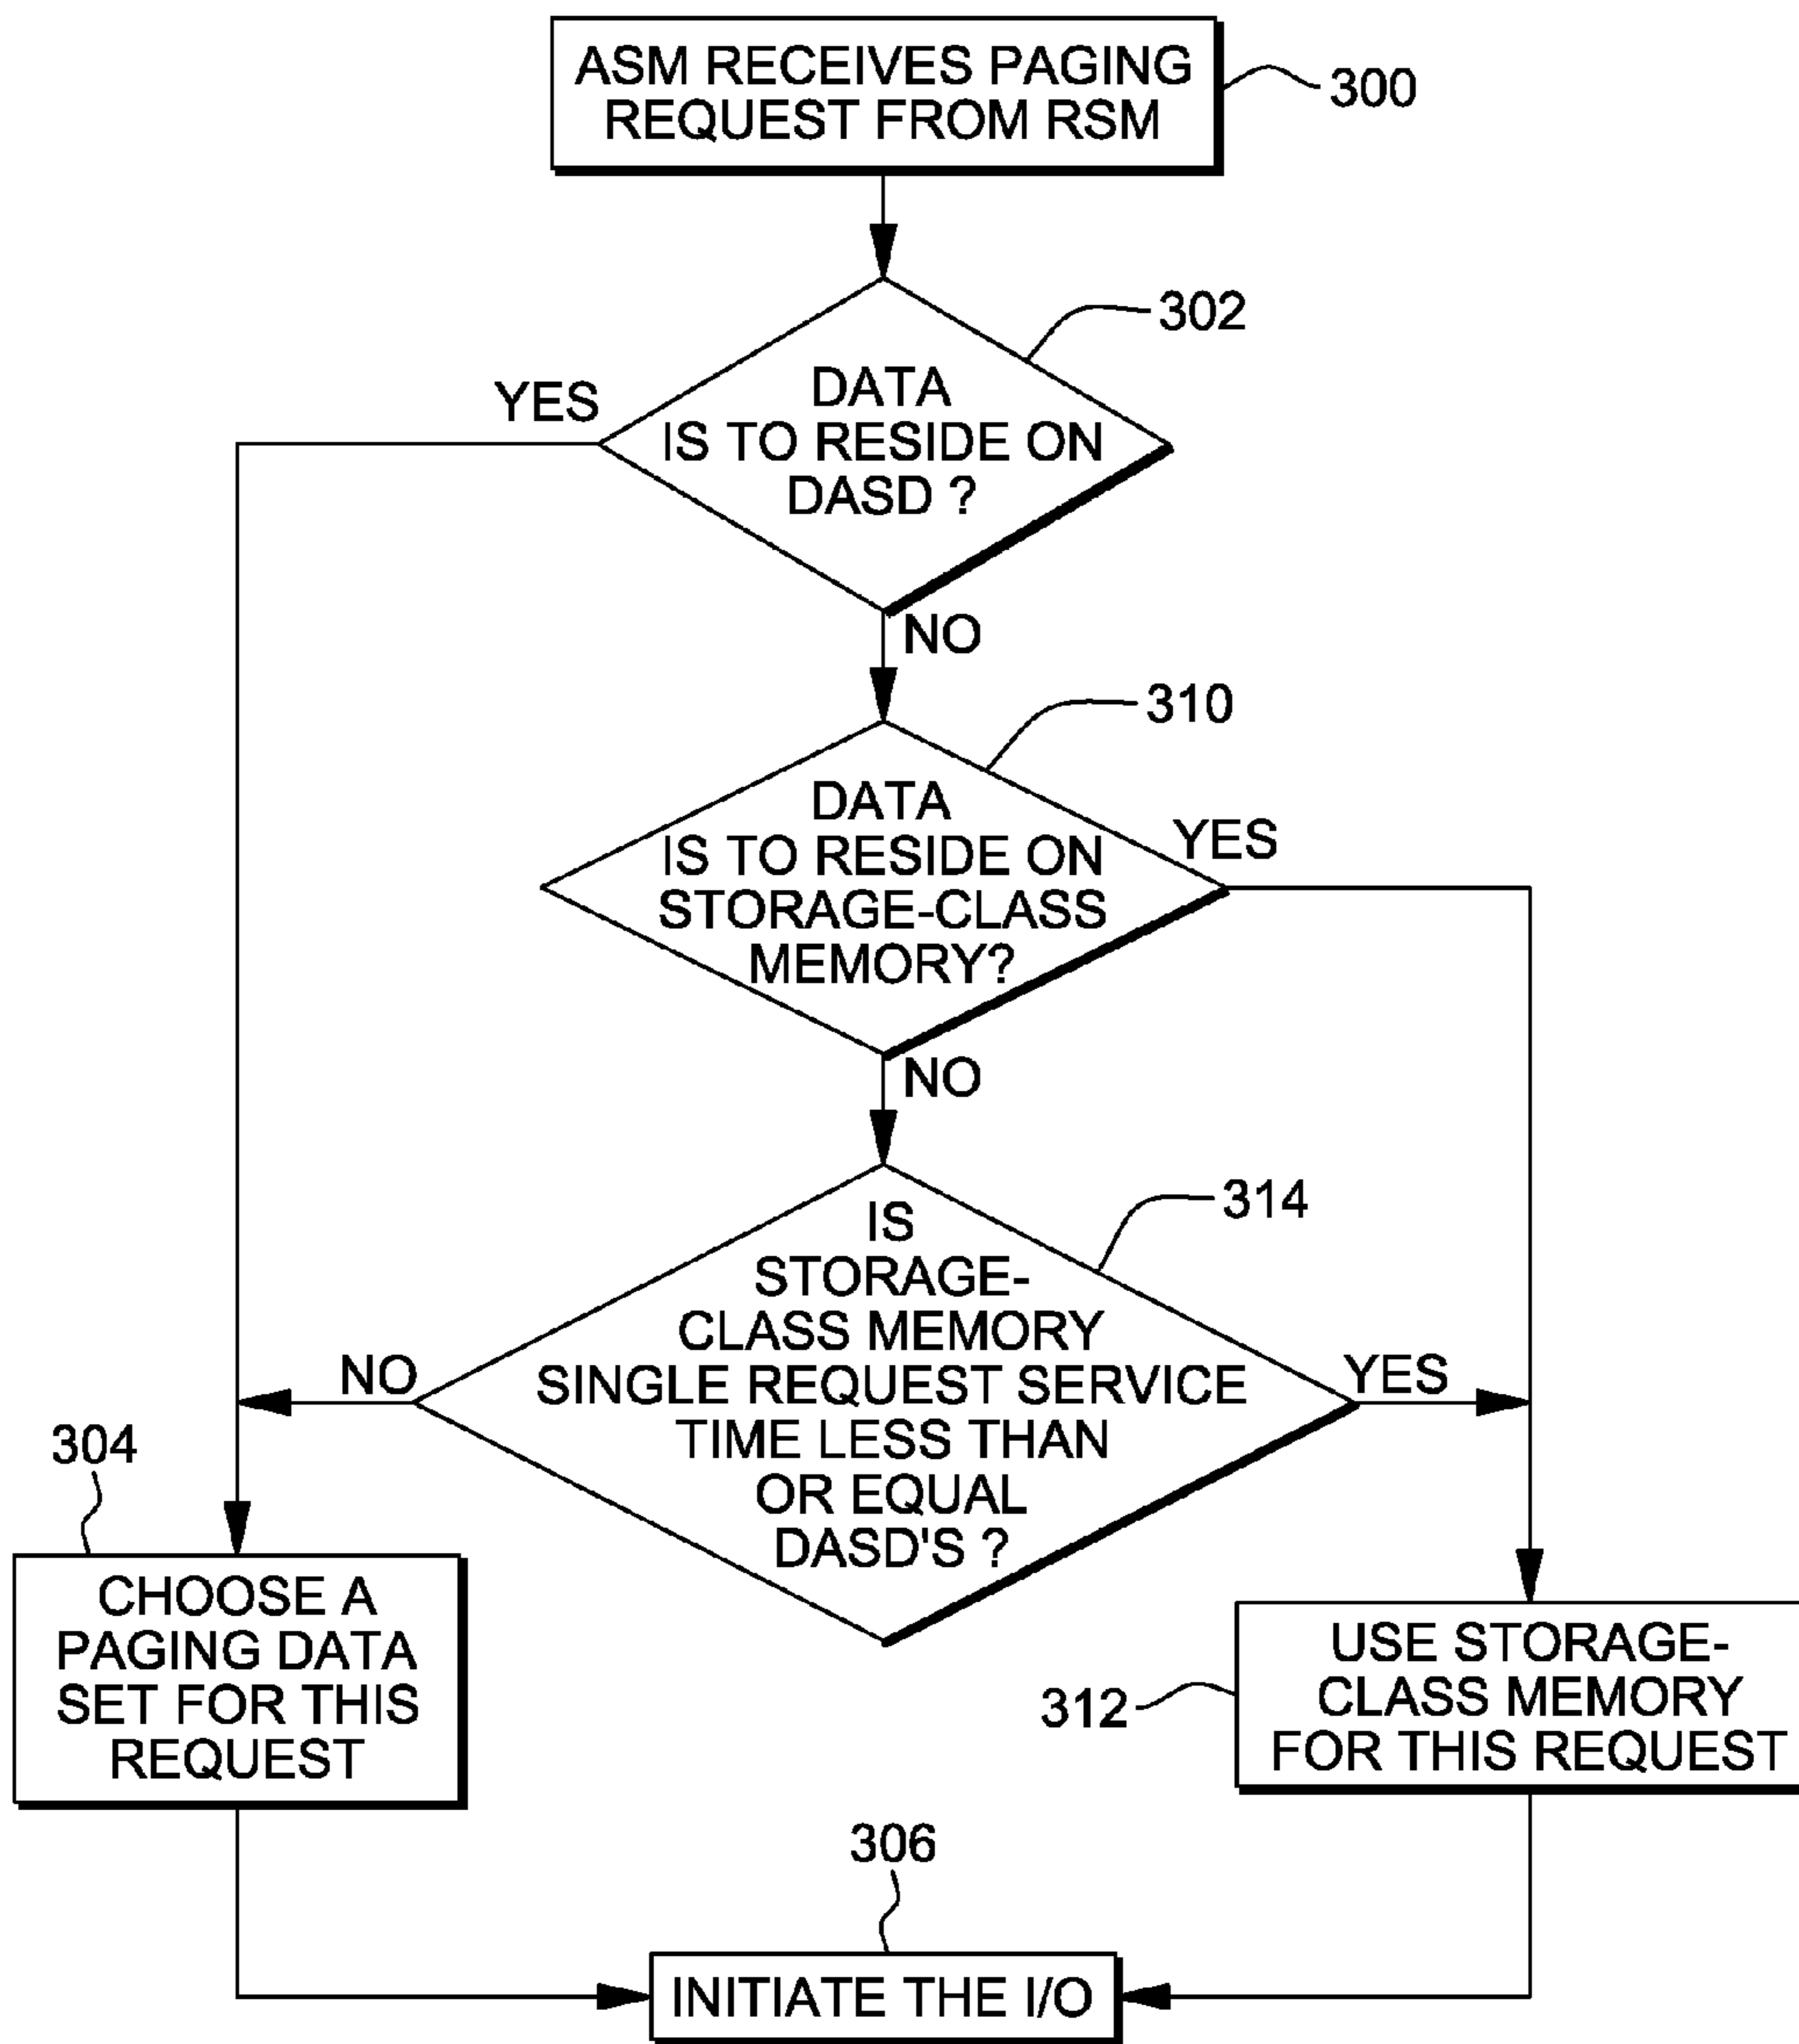 ASM RECEIVES PAGING
REQUEST FROM RSM
300
302
DATA
IS TO RESIDE ON
DASD ?
YES
NO
310
DATA
IS TO RESIDE ON
STORAGE-CLASS
MEMORY?
YES
NO
314
IS
STORAGE-
CLASS MEMORY
SINGLE REQUEST SERVICE
TIME LESS THAN
OR EQUAL
DASD'S ?
NO
YES
304
CHOOSE A
PAGING DATA
SET FOR THIS
REQUEST
312
USE STORAGE-
CLASS MEMORY
FOR THIS REQUEST
306
INITIATE THE I/O